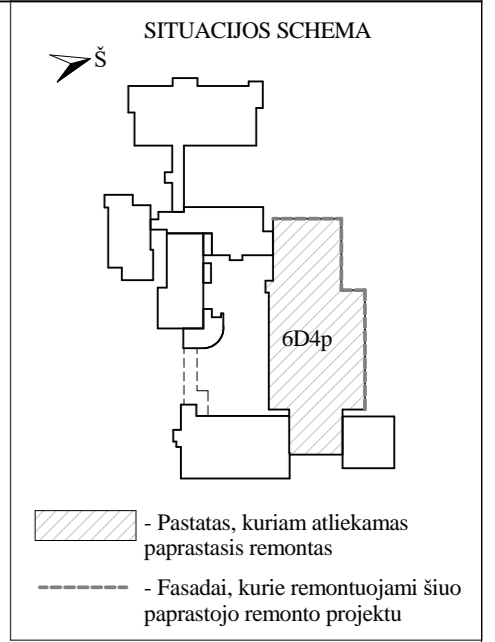 SITUACIJOS SCHEMA
Š
6D4p
- Pastatas, kuriam atliekamas
paprastasis remontas
- Fasadai, kurie remontuojami šiuo
paprastojo remonto projektu